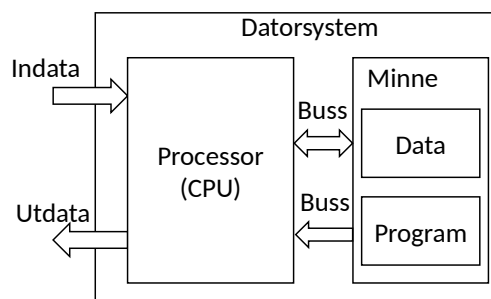 Datorsystem
Indata
Minne
Buss
Data
Processor
(CPU)
Buss
Utdata
Program